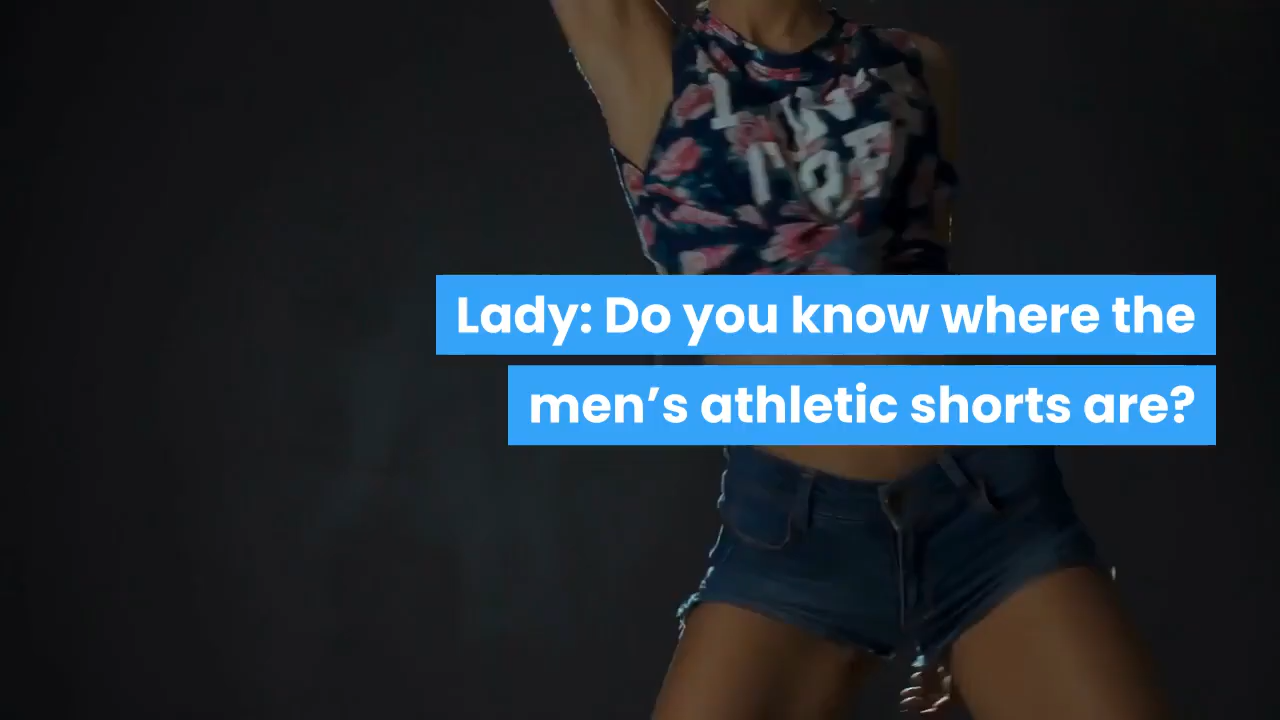 Lady: Do you know where the
men’s athletic shorts are?